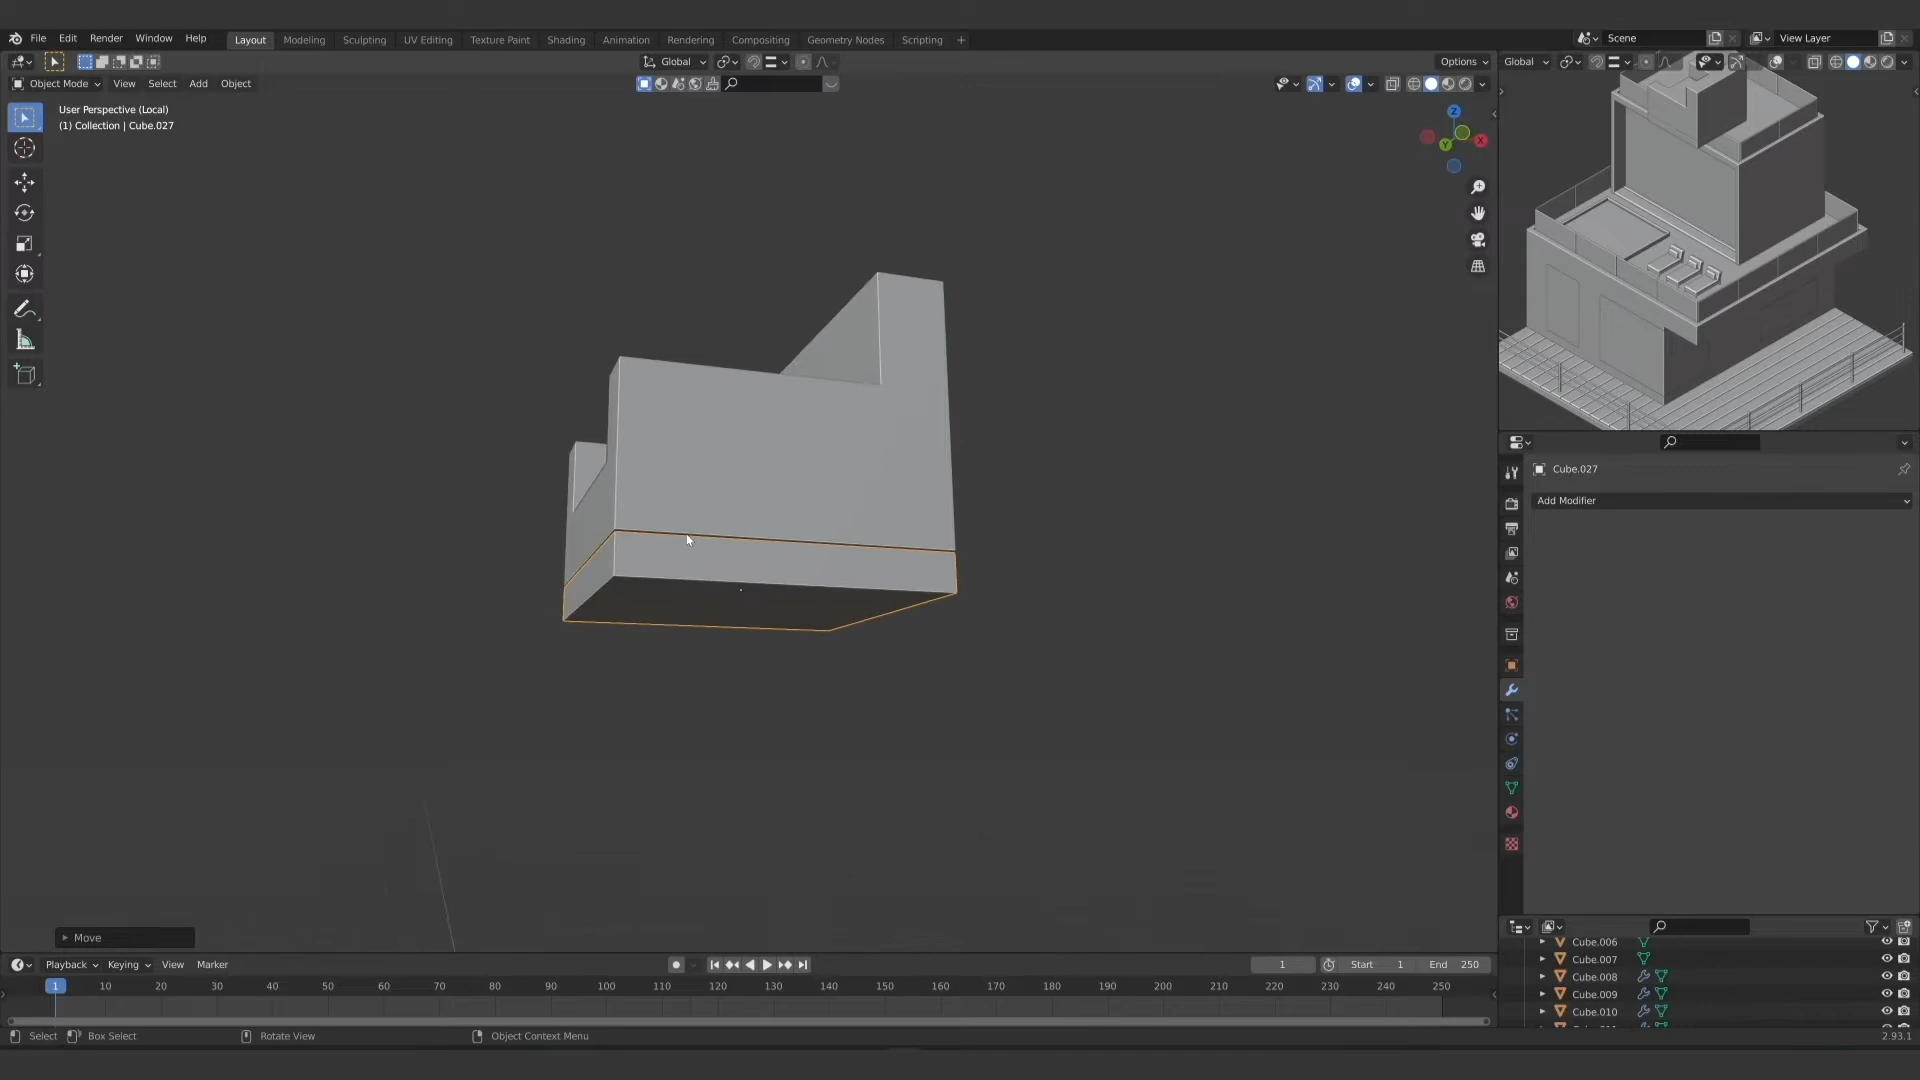 File Edit Render Window Help Layout Modeling Sculpting UV Editing Texture Paint Shading Animation Rendering Compositing Geometry Nodes Scripting + Scene View Layer
Global Options Global
Object Mode View Select Add Object
User Perspective (Local)
(1) Collection | Cube.027
Z
X
Y
Cube.027
Add Modifier
Move
Cube.006
Cube.007
Cube.008
Cube.009
Cube.010
Playback Keying View Marker 1 Start 1 End 250
1 10 20 30 40 50 60 70 80 90 100 110 120 130 140 150 160 170 180 190 200 210 220 230 240 250
Select Box Select Rotate View Object Context Menu 2.93.1